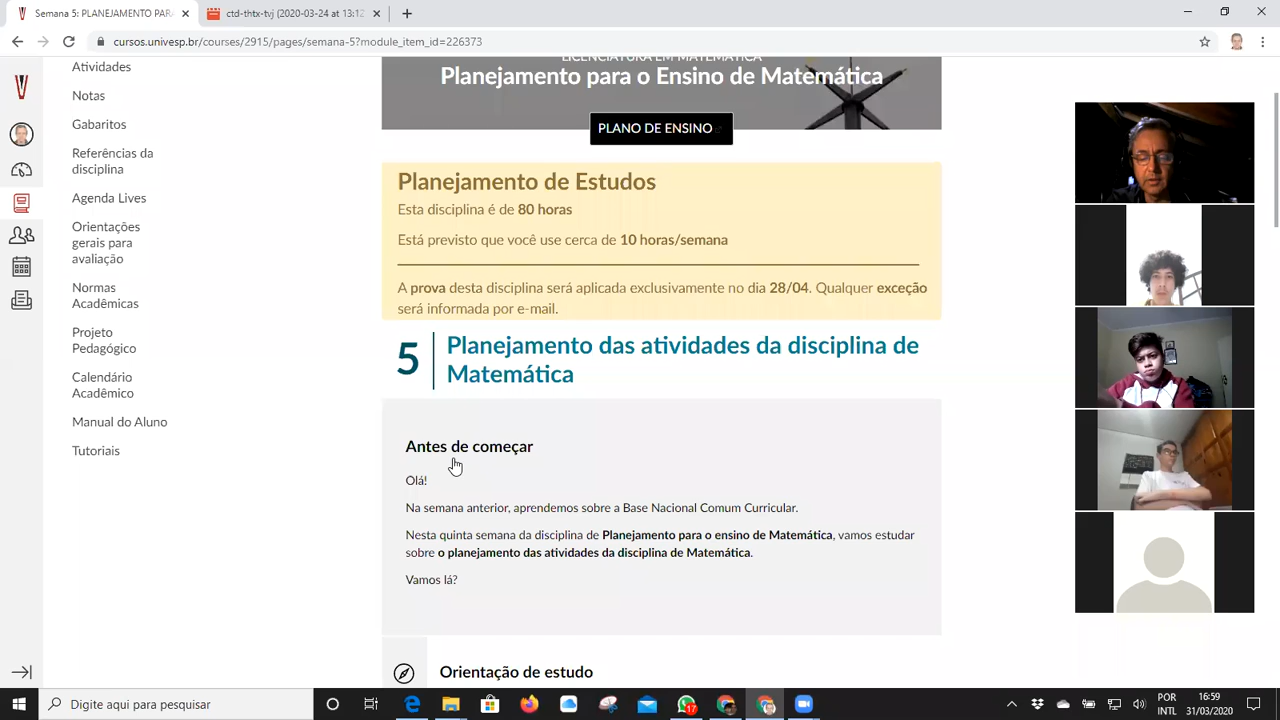 Semana 5: PLANEJAMENTO PAR
ctd-thtx-tvj (2020-03-24 at 13:12
cursos.univesp.br/courses/2915/pages/semana-5?module_item_id=226373
Atividades
Notas
Gabaritos
Referências da
disciplina
Agenda Lives
Orientações
gerais para
avaliação
Normas
Acadêmicas
Projeto
Pedagógico
Calendário
Acadêmico
Manual do Aluno
Tutoriais
LICENCIATURA EM MATEMÁTICA
Planejamento para o Ensino de Matemática
PLANO DE ENSINO
Planejamento de Estudos
Esta disciplina é de 80 horas
Está previsto que você use cerca de 10 horas/semana
A prova desta disciplina será aplicada exclusivamente no dia 28/04. Qualquer exceção
será informada por e-mail.
5 Planejamento das atividades da disciplina de
Matemática
Antes de começar
Olá!
Na semana anterior, aprendemos sobre a Base Nacional Comum Curricular.
Nesta quinta semana da disciplina de Planejamento para o ensino de Matemática, vamos estudar
sobre o planejamento das atividades da disciplina de Matemática.
Vamos lá?
Orientação de estudo
Digite aqui para pesquisar
17
POR
INTL
16:59
31/03/2020